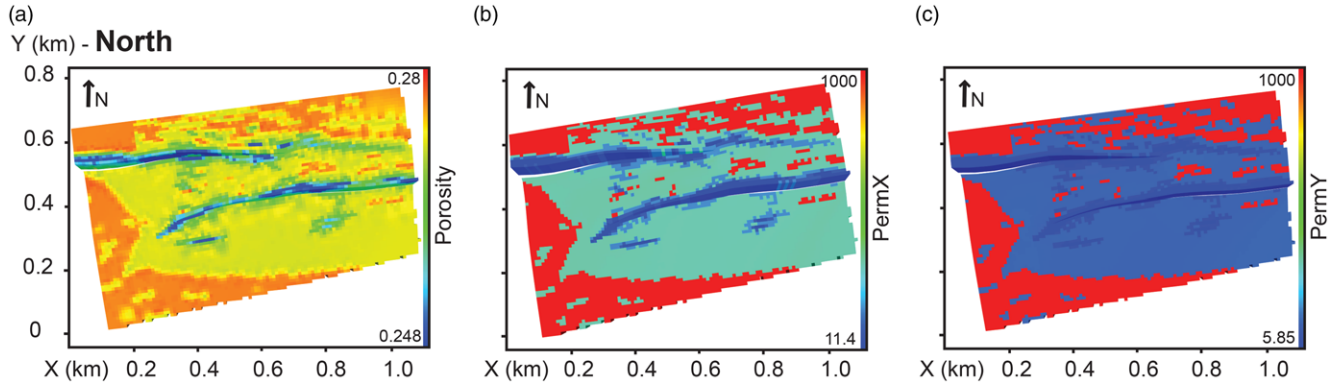 (a)
Y (km) - North
0.8
0.6
0.4
0.2
0
N
0.28
Porosity
0.248
X (km) 0.2 0.4 0.6 0.8 1.0
(b)
N
1000
PermX
11.4
X (km) 0.2 0.4 0.6 0.8 1.0
(c)
N
1000
PermY
5.85
X (km) 0.2 0.4 0.6 0.8 1.0